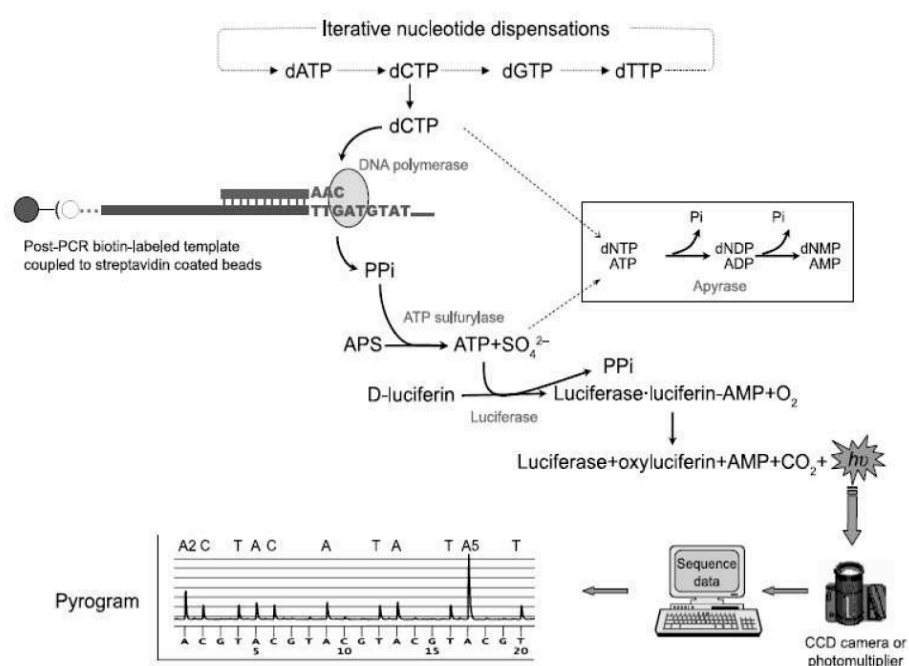 Iterative nucleotide dispensations
dATP dCTP dGTP dTTP
dCTP
DNA polymerase
AAC
TTGATGTAT
Post-PCR biotin-labeled template
coupled to streptavidin coated beads
Pi Pi
dNTP dNDP dNMP
ATP ADP AMP
Apyrase
PPi
ATP sulfurylase
APS ATP+SO₄²⁻
PPi
D-luciferin Luciferase·luciferin-AMP+O₂
Luciferase
Luciferase+oxyluciferin+AMP+CO₂+ hυ
A2 C T A C A T A T A5 T
Pyrogram
A C G T A C G T A C G T A C G T A C G T
5 10 15 20
Sequence
data
CCD camera or
photomultiplier